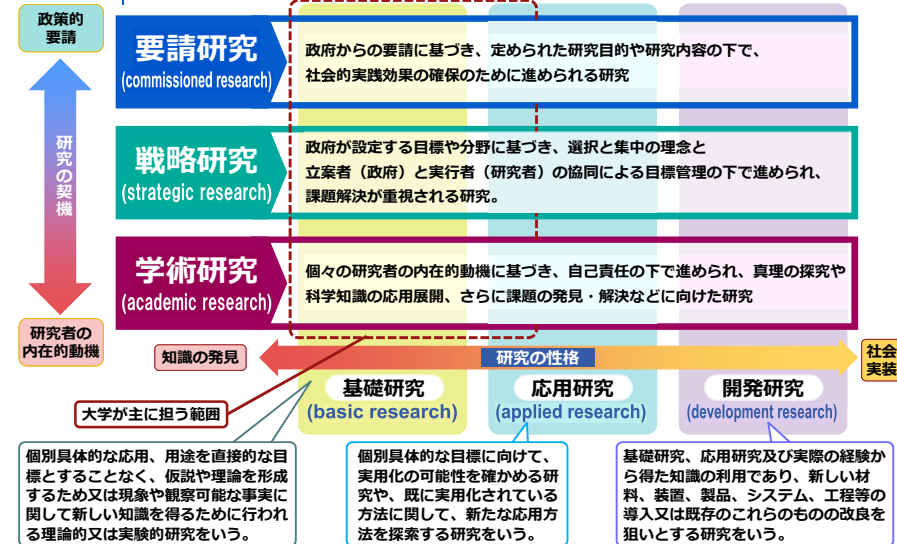 政策的
要請
要請研究
(commissioned research)
政府からの要請に基づき、定められた研究目的や研究内容の下で、
社会的実践効果の確保のために進められる研究
研究の契機
戦略研究
(strategic research)
政府が設定する目標や分野に基づき、選択と集中の理念と
立案者（政府）と実行者（研究者）の協同による目標管理の下で進められ、
課題解決が重視される研究。
学術研究
(academic research)
個々の研究者の内在的動機に基づき、自己責任の下で進められ、真理の探究や
科学知識の応用展開、さらに課題の発見・解決などに向けた研究
研究者の
内在的動機
知識の発見
研究の性格
社会
実装
基礎研究
(basic research)
応用研究
(applied research)
開発研究
(development research)
大学が主に担う範囲
個別具体的な応用、用途を直接的な目
標とすることなく、仮説や理論を形成
するため又は現象や観察可能な事実に
関して新しい知識を得るために行われ
る理論的又は実験的研究をいう。
個別具体的な目標に向けて、
実用化の可能性を確かめる研
究や、既に実用化されている
方法に関して、新たな応用方
法を探索する研究をいう。
基礎研究、応用研究及び実際の経験か
ら得た知識の利用であり、新しい材
料、装置、製品、システム、工程等の
導入又は既存のこれらのものの改良を
狙いとする研究をいう。